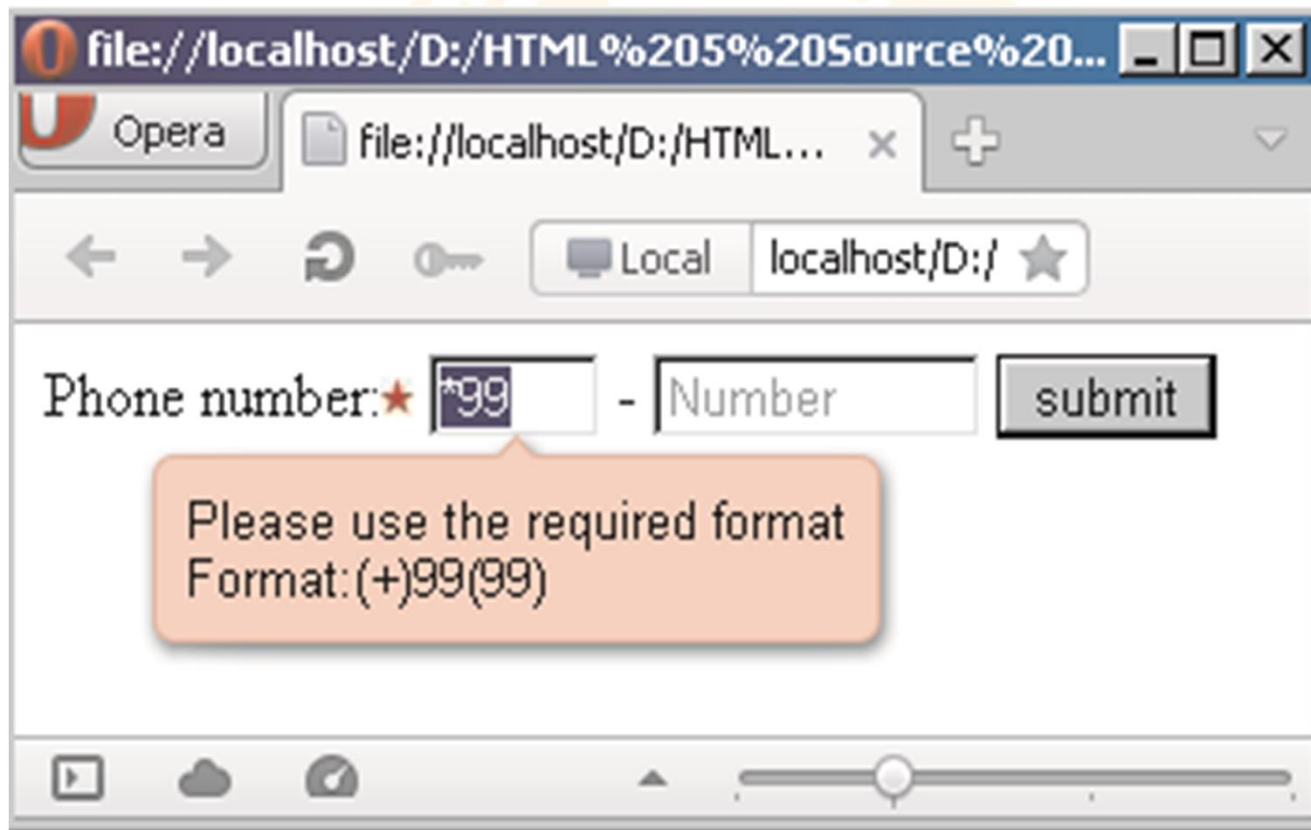 file://localhost/D:/HTML%205%20Source%20...
Opera file://localhost/D:/HTML...
Local localhost/D:/
Phone number: *99 - Number submit
Please use the required format
Format:(+)99(99)